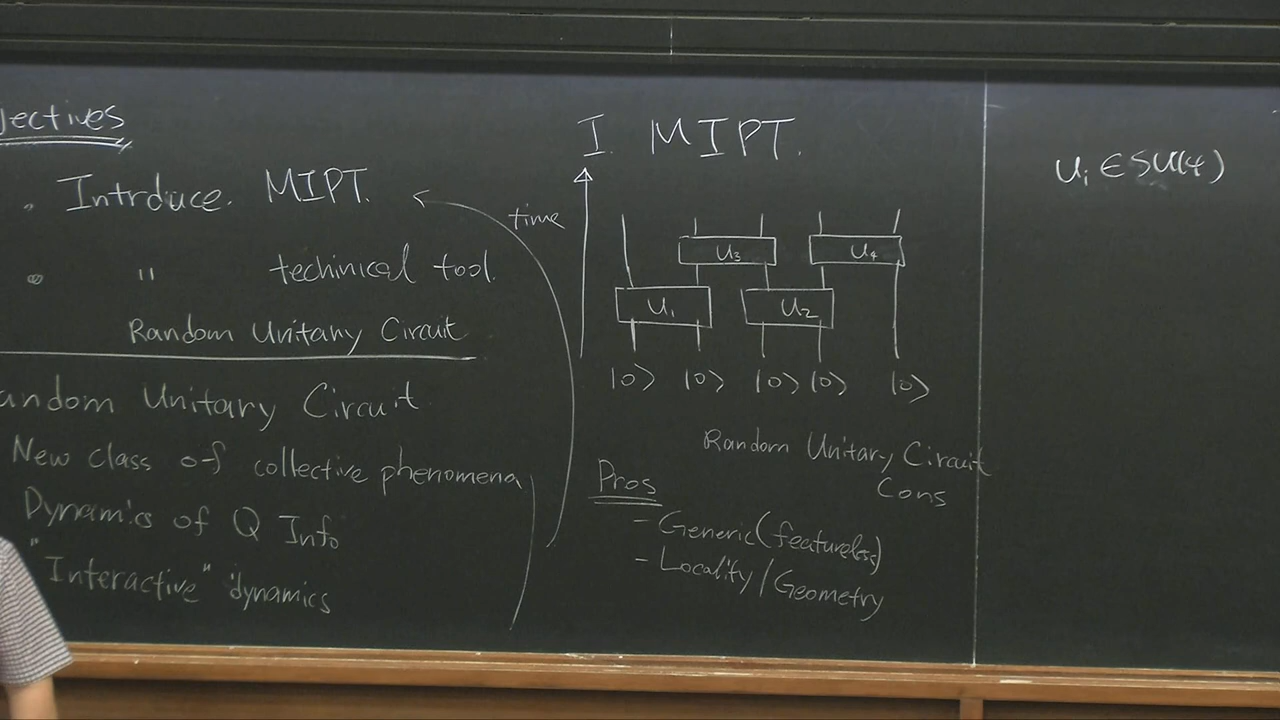 jectives
. Intrduce. MIPT.
• " techinical tool.
Random Unitary Circuit
andom Unitary Circuit
New class of collective phenomena
Dynamics of Q Info
"Interactive" dynamics
I. MIPT.
time
U₃ U₄
U₁ U₂
|0> |0> |0> |0> |0>
Random Unitary Circuit
Pros Cons
- Generic (featureless)
- Locality / Geometry
Uᵢ ∈ SU(4)